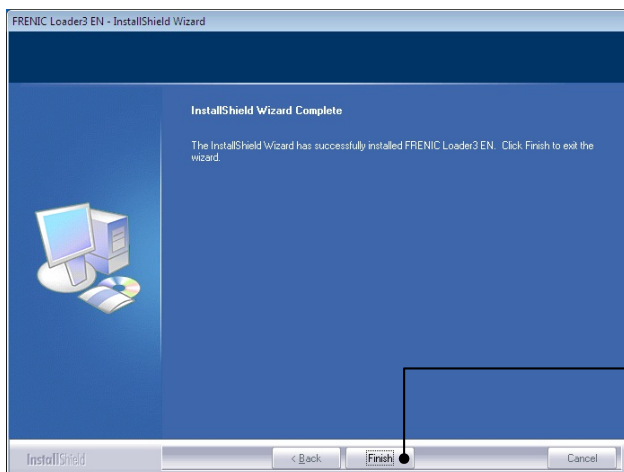 FRENIC Loader3 EN - InstallShield Wizard
InstallShield Wizard Complete
The InstallShield Wizard has successfully installed FRENIC Loader3 EN. Click Finish to exit the
wizard.
InstallShield
< Back
Finish
Cancel